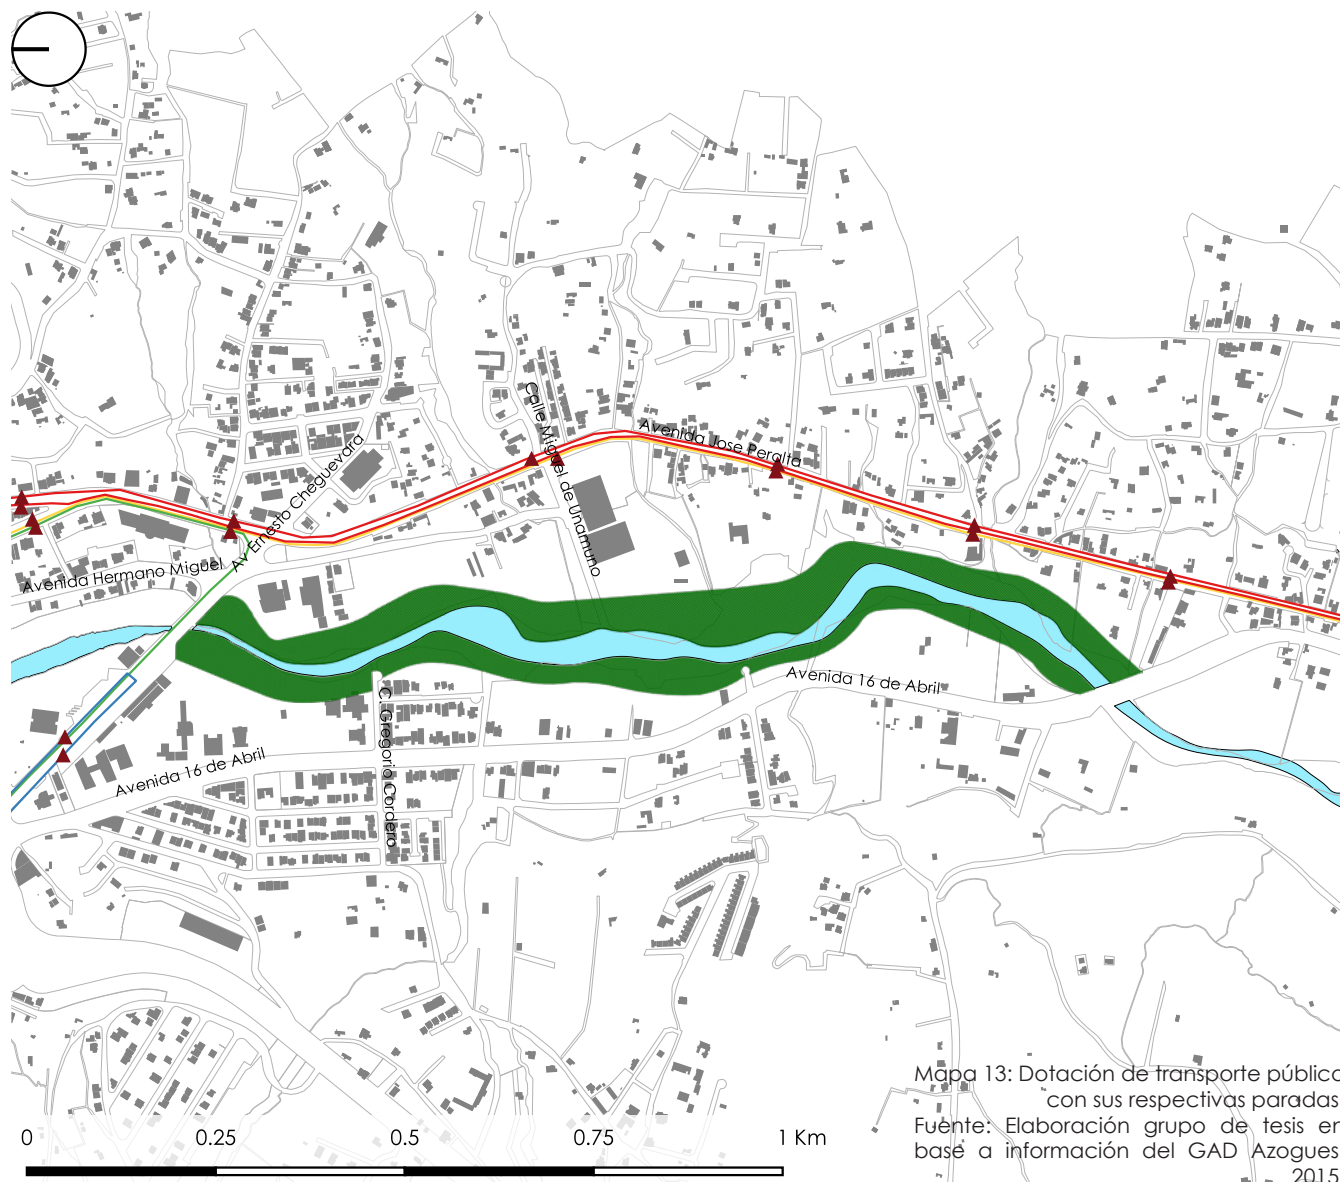 Calle Miguel de Unamuno
Avenida Jose Peralta
Av Ernesto Cheguevara
Avenida Hermano Miguel
Avenida 16 de Abril
C. Gregorio Cordero
Avenida 16 de Abril
0 0.25 0.5 0.75 1 Km
Mapa 13: Dotación de transporte público
con sus respectivas paradas
Fuente: Elaboración grupo de tesis en
base a información del GAD Azogues
2015